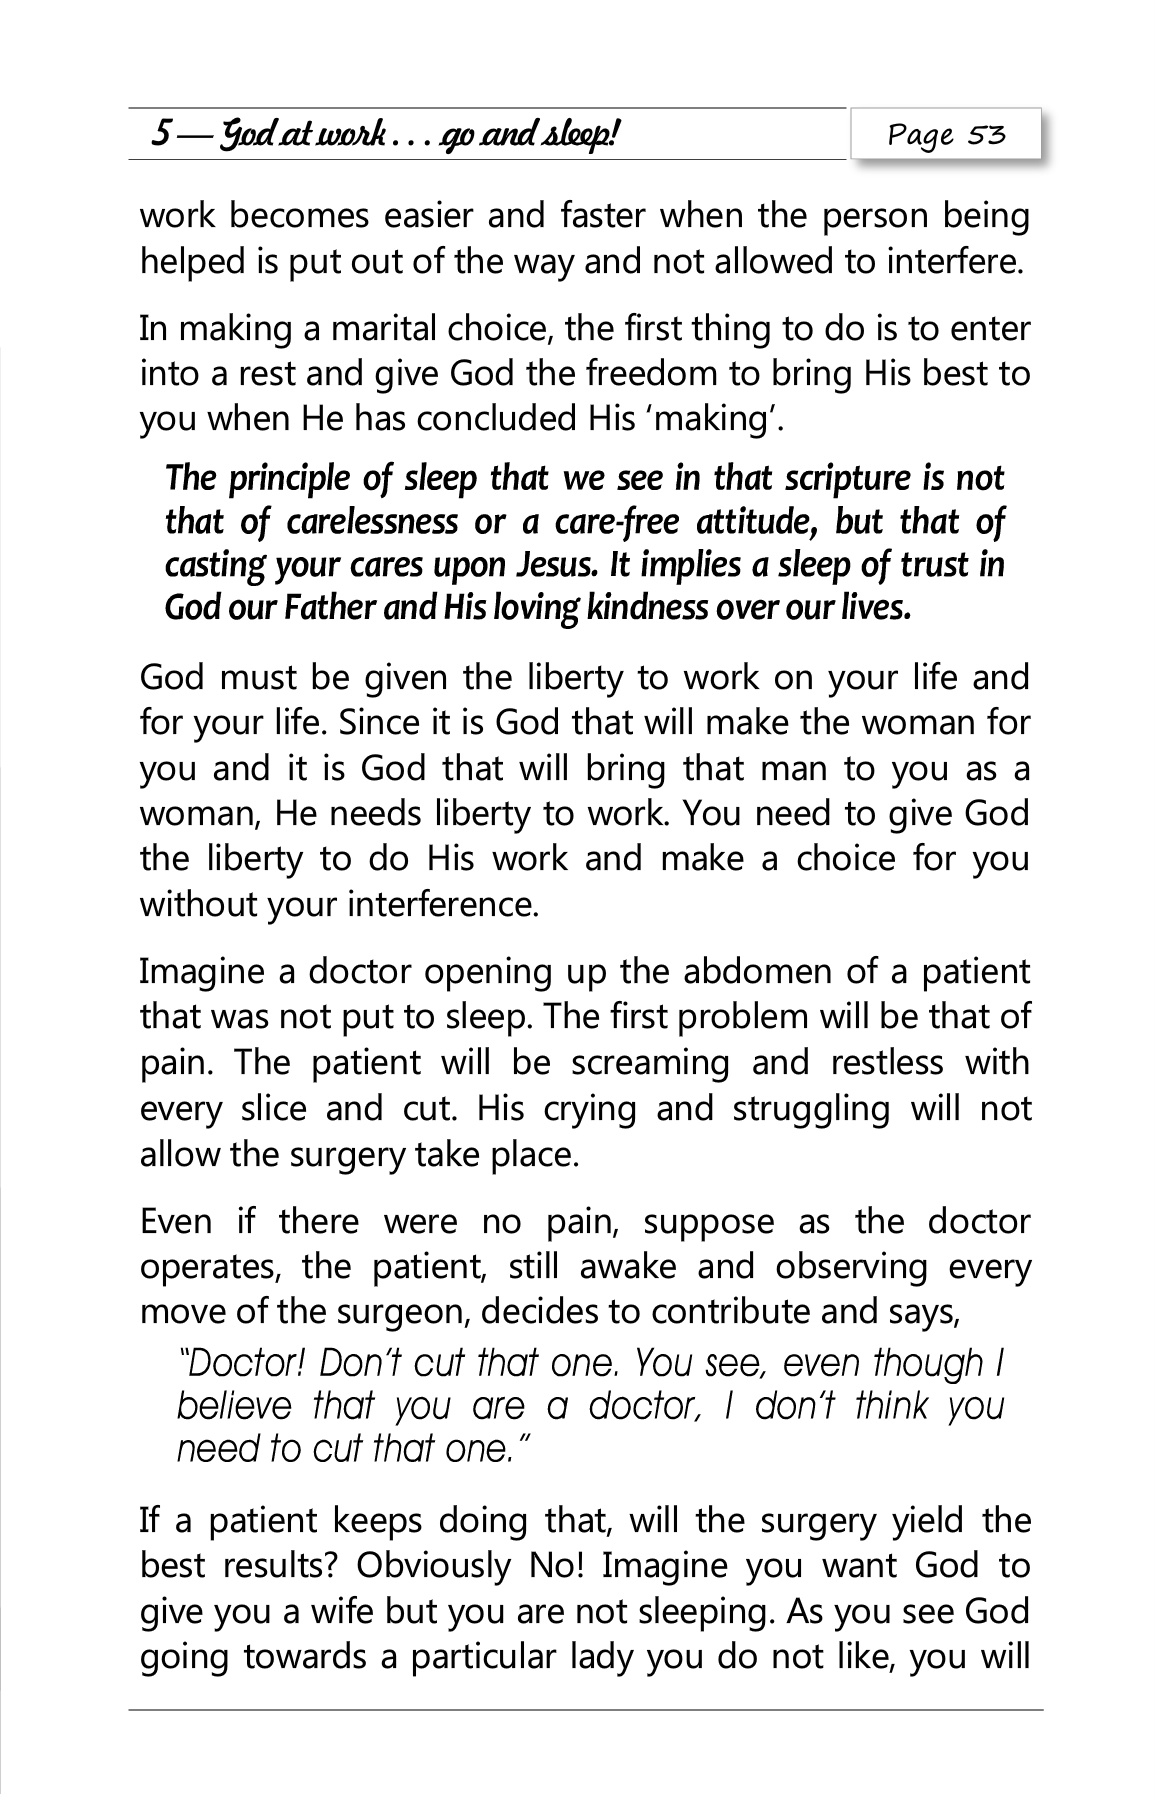 5 — God at work . . . go and sleep!
Page 53
work becomes easier and faster when the person being
helped is put out of the way and not allowed to interfere.
In making a marital choice, the first thing to do is to enter
into a rest and give God the freedom to bring His best to
you when He has concluded His ‘making’.
The principle of sleep that we see in that scripture is not
that of carelessness or a care-free attitude, but that of
casting your cares upon Jesus. It implies a sleep of trust in
God our Father and His loving kindness over our lives.
God must be given the liberty to work on your life and
for your life. Since it is God that will make the woman for
you and it is God that will bring that man to you as a
woman, He needs liberty to work. You need to give God
the liberty to do His work and make a choice for you
without your interference.
Imagine a doctor opening up the abdomen of a patient
that was not put to sleep. The first problem will be that of
pain. The patient will be screaming and restless with
every slice and cut. His crying and struggling will not
allow the surgery take place.
Even if there were no pain, suppose as the doctor
operates, the patient, still awake and observing every
move of the surgeon, decides to contribute and says,
“Doctor! Don’t cut that one. You see, even though I
believe that you are a doctor, I don’t think you
need to cut that one.”
If a patient keeps doing that, will the surgery yield the
best results? Obviously No! Imagine you want God to
give you a wife but you are not sleeping. As you see God
going towards a particular lady you do not like, you will